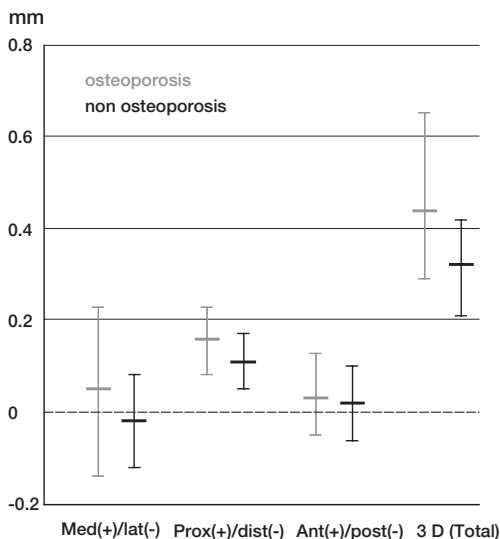 mm
0.8
osteoporosis
non osteoporosis
0.6
0.4
0.2
0
-0.2
Med(+)/lat(-) Prox(+)/dist(-) Ant(+)/post(-) 3 D (Total)